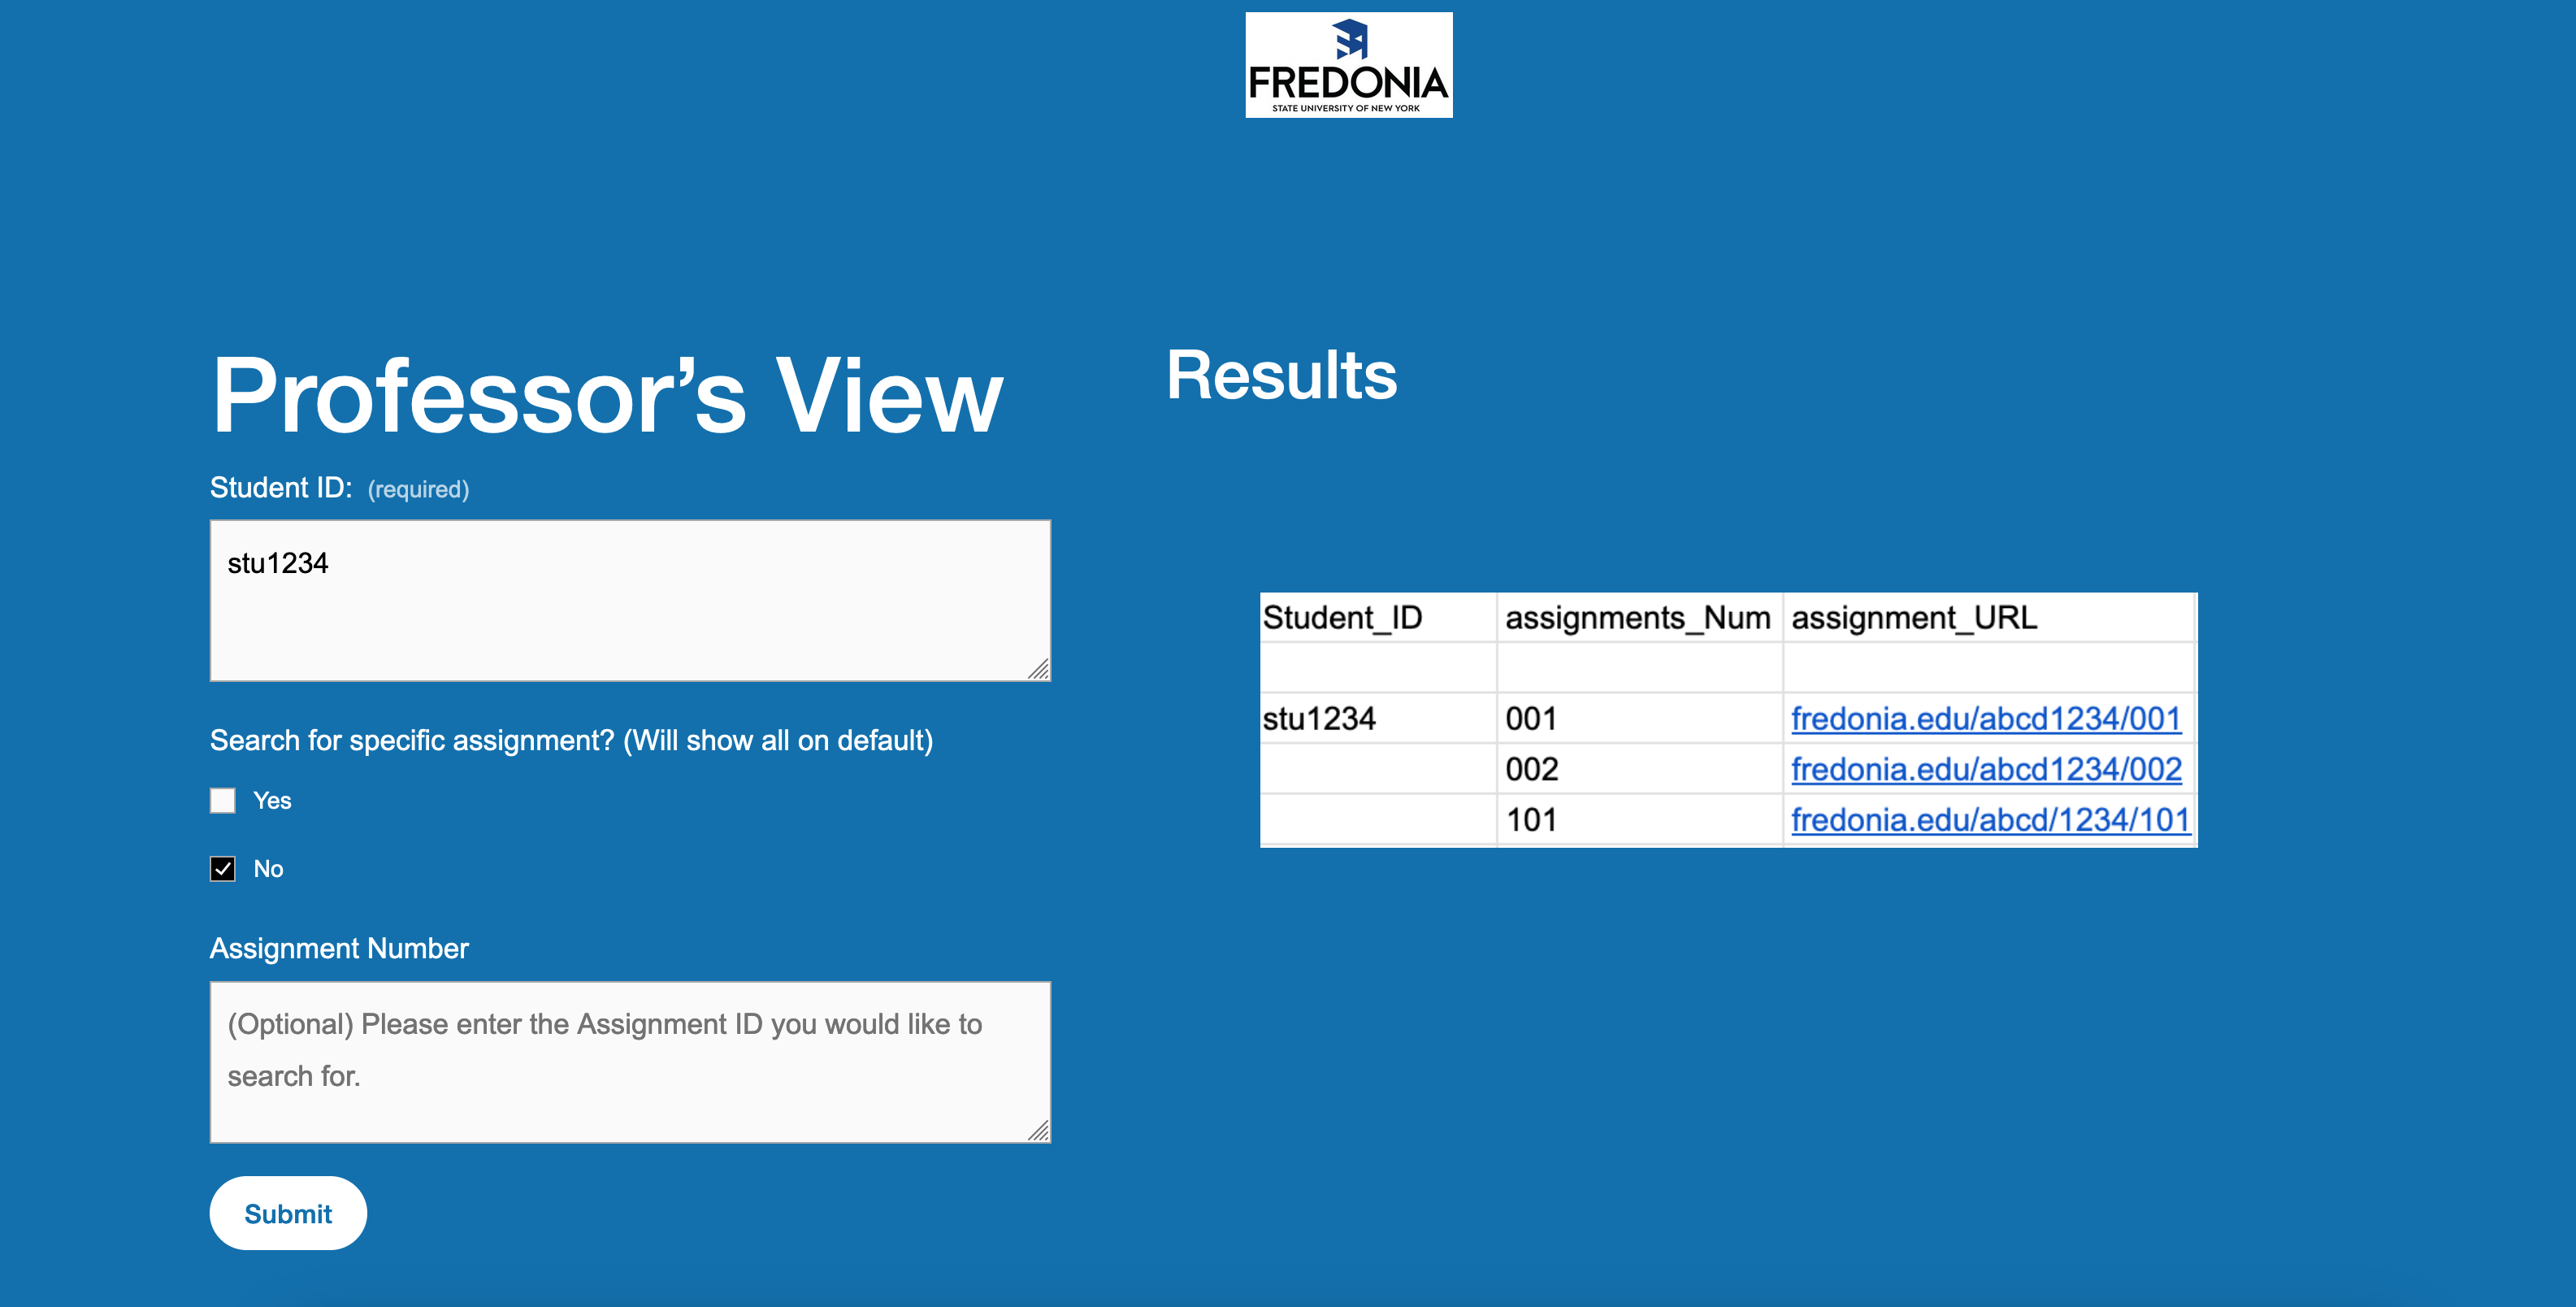 FREDONIA
STATE UNIVERSITY OF NEW YORK
Professor’s View
Student ID: (required)
stu1234
Search for specific assignment? (Will show all on default)
Yes
No
Assignment Number
(Optional) Please enter the Assignment ID you would like to
search for.
Submit
Results
Student_ID assignments_Num assignment_URL
stu1234 001 fredonia.edu/abcd1234/001
002 fredonia.edu/abcd1234/002
101 fredonia.edu/abcd/1234/101